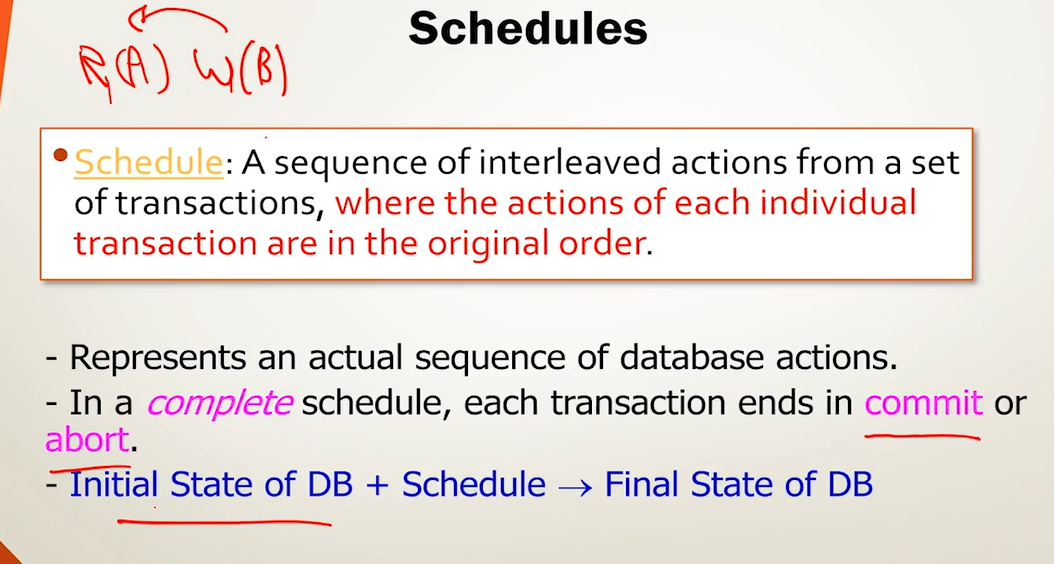 Schedules
R₁(A) W₁(B)
• Schedule: A sequence of interleaved actions from a set
of transactions, where the actions of each individual
transaction are in the original order.
- Represents an actual sequence of database actions.
- In a complete schedule, each transaction ends in commit or
abort.
- Initial State of DB + Schedule → Final State of DB